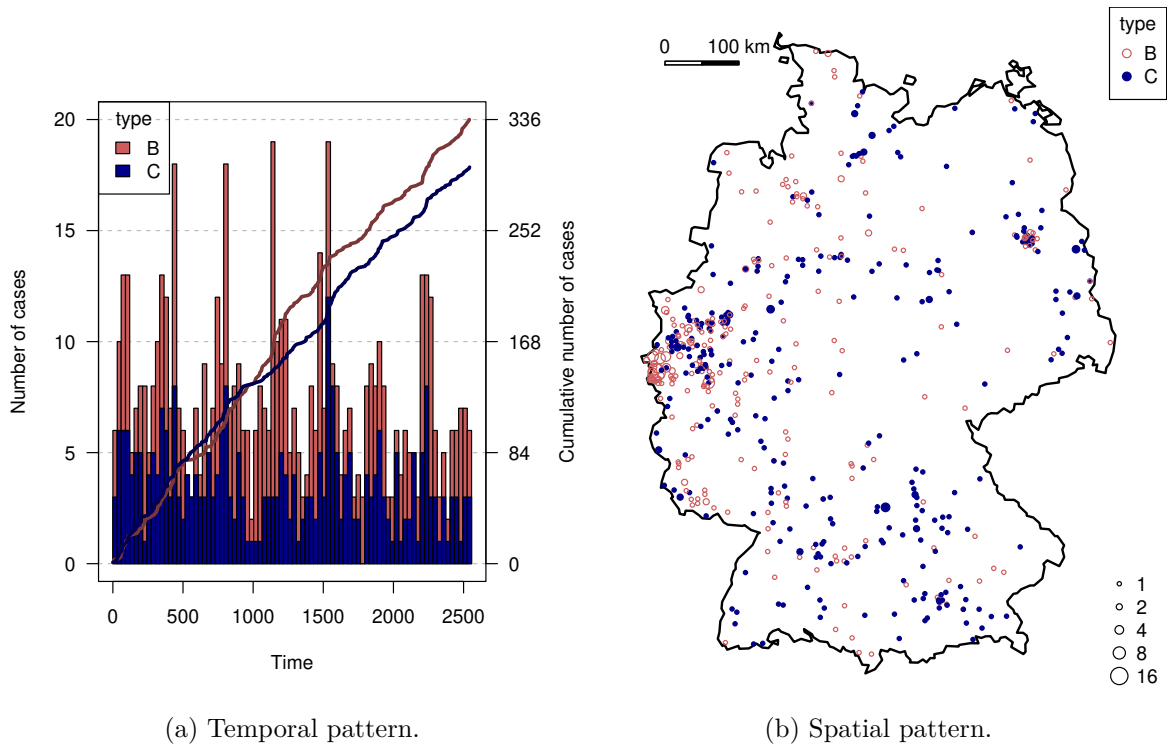 type
B
C
20
15
10
5
0
336
252
168
84
0
Number of cases
Cumulative number of cases
0 500 1000 1500 2000 2500
Time
(a) Temporal pattern.
0 100 km
type
B
C
1
2
4
8
16
(b) Spatial pattern.